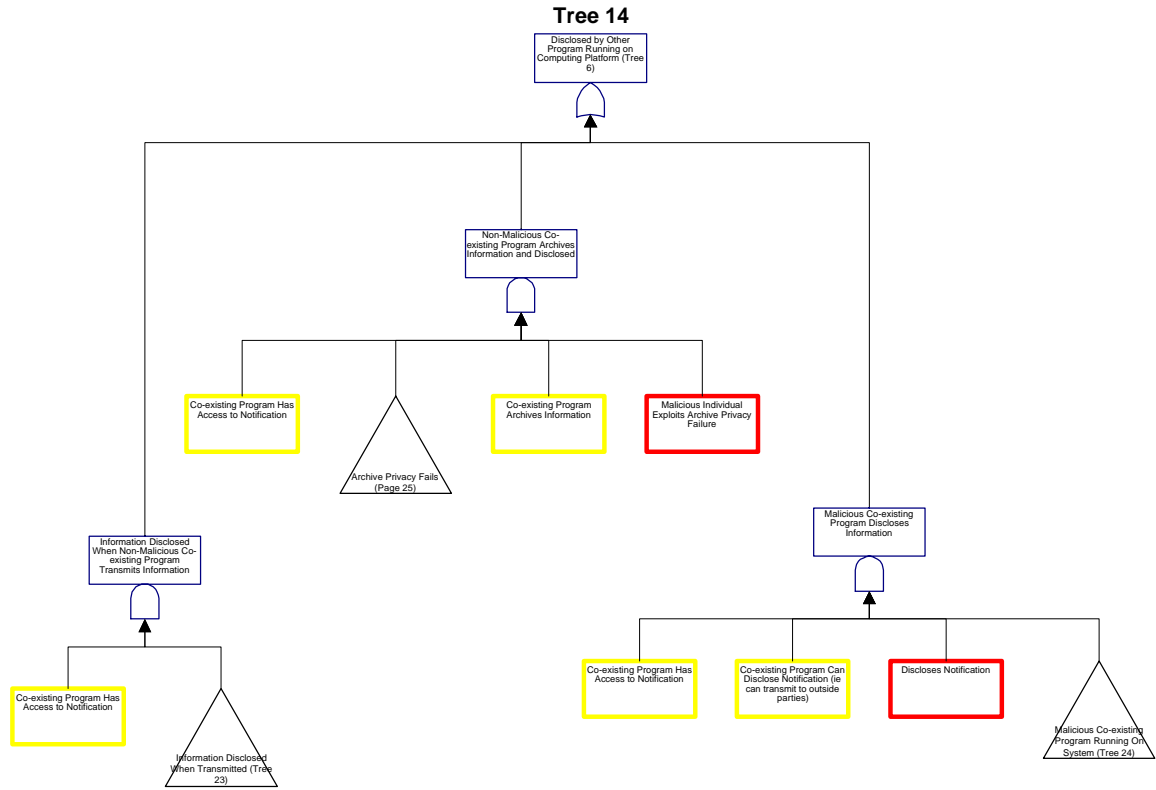 Tree 14
Disclosed by Other
Program Running on
Computing Platform (Tree
6)
Non-Malicious Co-
existing Program Archives
Information and Disclosed
Co-existing Program Has
Access to Notification
Archive Privacy Fails
(Page 25)
Co-existing Program
Archives Information
Malicious Individual
Exploits Archive Privacy
Failure
Information Disclosed
When Non-Malicious Co-
existing Program
Transmits Information
Co-existing Program Has
Access to Notification
Information Disclosed
When Transmitted (Tree
23)
Malicious Co-existing
Program Discloses
Information
Co-existing Program Has
Access to Notification
Co-existing Program Can
Disclose Notification (ie
can transmit to outside
parties)
Discloses Notification
Malicious Co-existing
Program Running On
System (Tree 24)